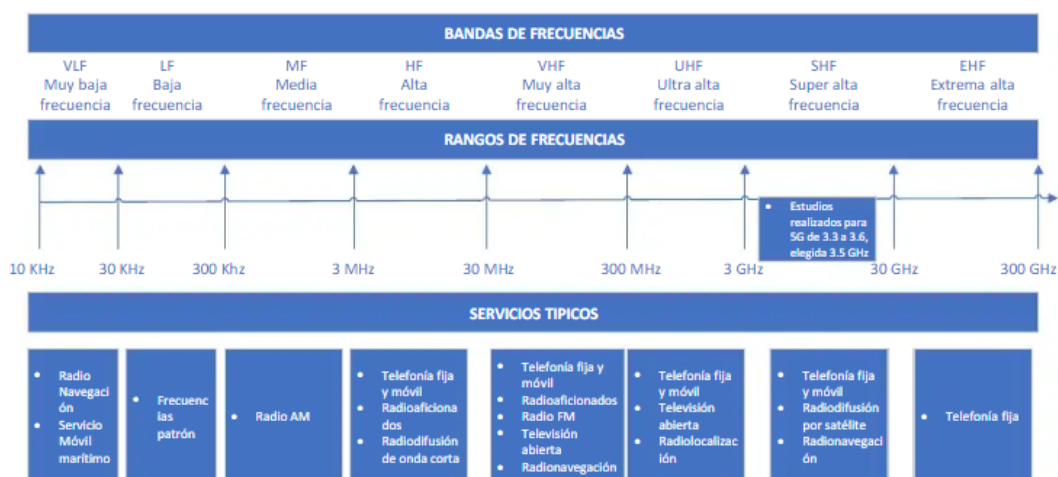 BANDAS DE FRECUENCIAS
VLF
Muy baja
frecuencia
LF
Baja
frecuencia
MF
Media
frecuencia
HF
Alta
frecuencia
VHF
Muy alta
frecuencia
UHF
Ultra alta
frecuencia
SHF
Super alta
frecuencia
EHF
Extrema alta
frecuencia
RANGOS DE FRECUENCIAS
• Estudios
realizados para
5G de 3.3 a 3.6,
elegida 3.5 GHz
10 KHz
30 KHz
300 Khz
3 MHz
30 MHz
300 MHz
3 GHz
30 GHz
300 GHz
SERVICIOS TIPICOS
• Radio
Navegaci
ón
• Servicio
Móvil
marítimo
• Frecuenc
ias
patrón
• Radio AM
• Telefonía fija
y móvil
• Radioaficiona
dos
• Radiodifusión
de onda corta
• Telefonía fija y
móvil
• Radioaficionados
• Radio FM
• Televisión
abierta
• Radionavegación
• Telefonía fija
y móvil
• Televisión
abierta
• Radiolocalizac
ión
• Telefonía fija
y móvil
• Radiodifusión
por satélite
• Radionavegaci
ón
• Telefonía fija